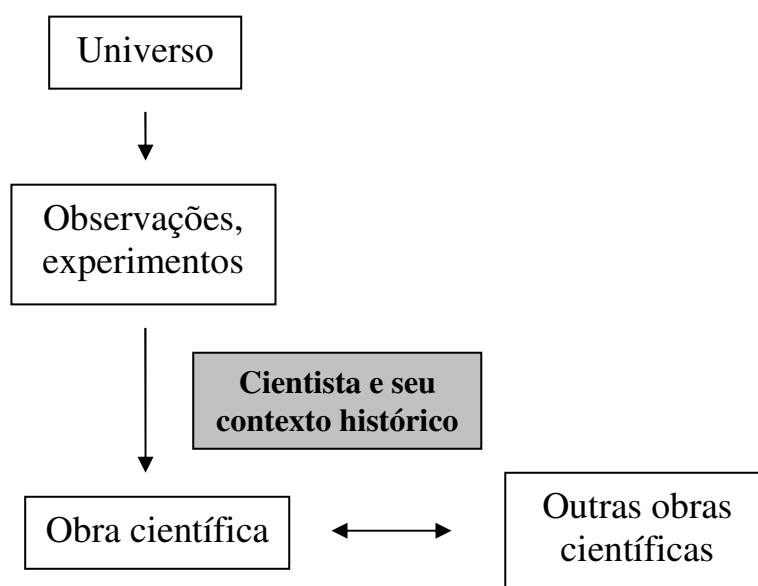 Universo
Observações,
experimentos
Cientista e seu
contexto histórico
Obra científica
Outras obras
científicas